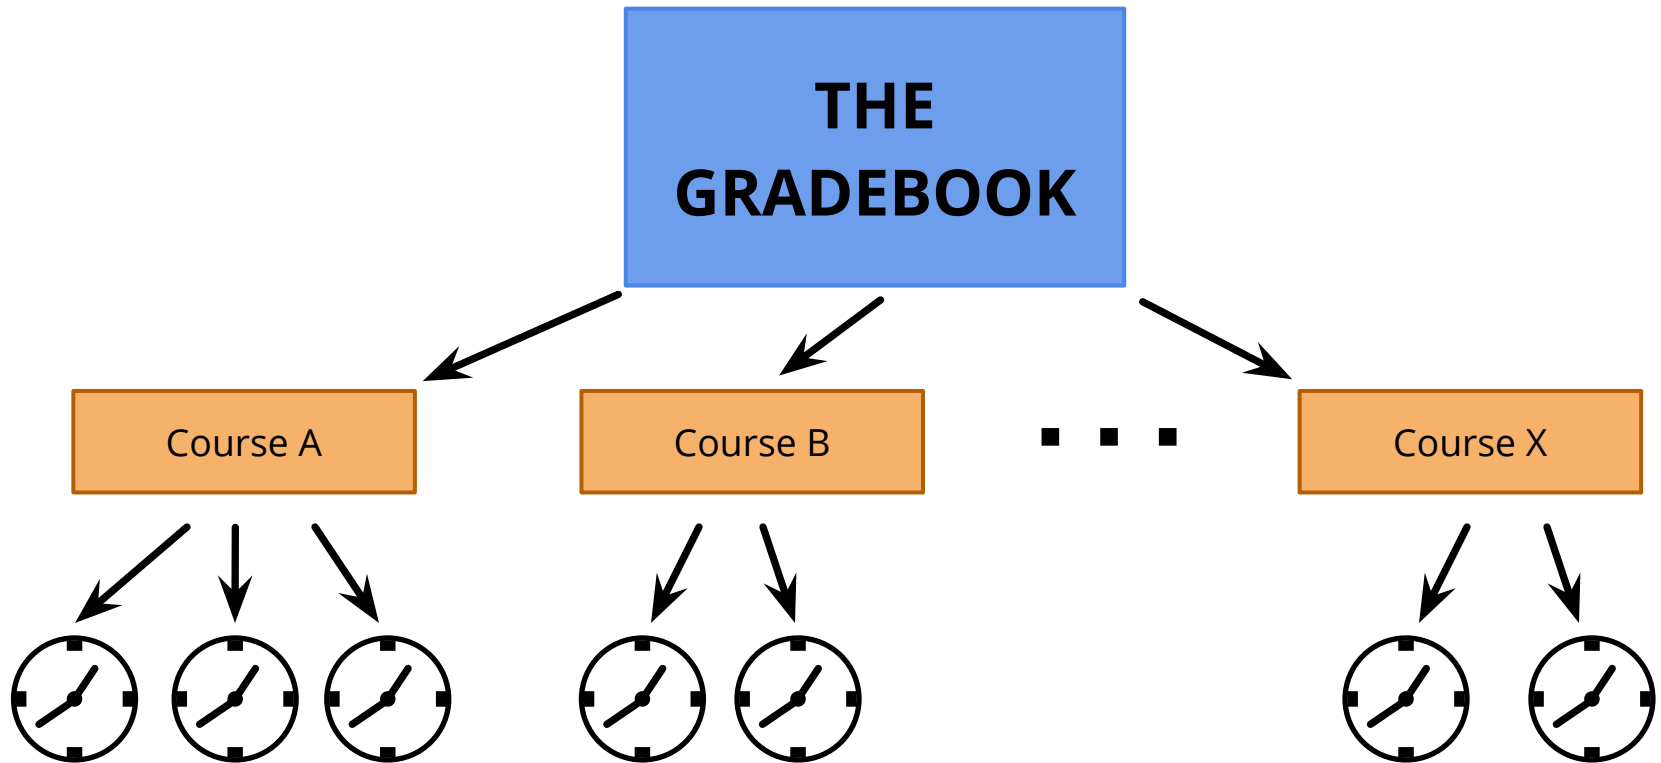 THE
GRADEBOOK
Course A
Course B
...
Course X